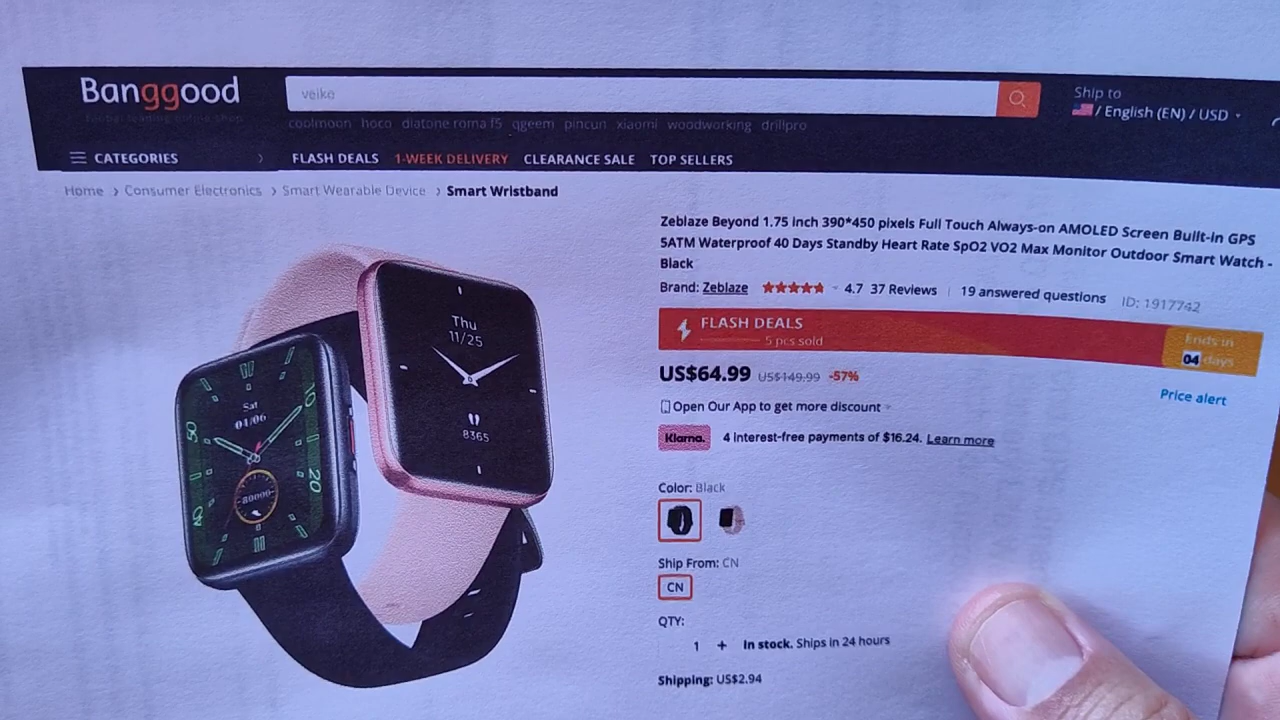 Banggood
veike
Ship to
/ English (EN) / USD
coolmoon hoco diatone roma f5 qgeem pincun xiaomi woodworking drillpro
CATEGORIES
FLASH DEALS 1-WEEK DELIVERY CLEARANCE SALE TOP SELLERS
Home > Consumer Electronics > Smart Wearable Device > Smart Wristband
Zeblaze Beyond 1.75 inch 390*450 pixels Full Touch Always-on AMOLED Screen Built-in GPS
5ATM Waterproof 40 Days Standby Heart Rate SpO2 VO2 Max Monitor Outdoor Smart Watch -
Black
Brand: Zeblaze 4.7 37 Reviews 19 answered questions ID: 1917742
FLASH DEALS
5 pcs sold
Ends in
04 days
US$64.99 US$149.99 -57%
Price alert
Open Our App to get more discount
Klarna. 4 interest-free payments of $16.24. Learn more
Color: Black
Ship From: CN
CN
QTY:
1 + In stock. Ships in 24 hours
Shipping: US$2.94
Thu
11/25
8365
Sat
04/06
50
10
20
40
80000